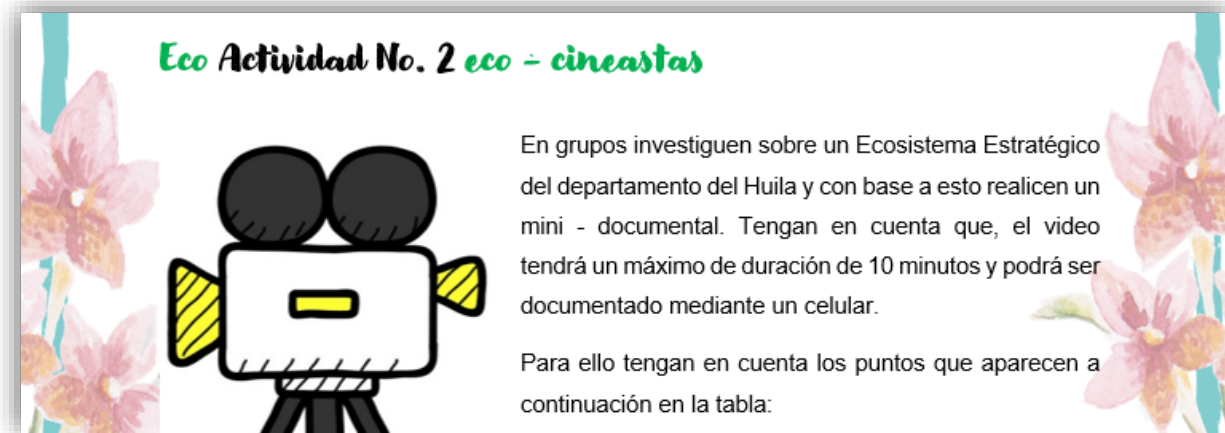 Eco Actividad No. 2 eco - cineastas
En grupos investiguen sobre un Ecosistema Estratégico
del departamento del Huila y con base a esto realicen un
mini - documental. Tengan en cuenta que, el video
tendrá un máximo de duración de 10 minutos y podrá ser
documentado mediante un celular.
Para ello tengan en cuenta los puntos que aparecen a
continuación en la tabla: